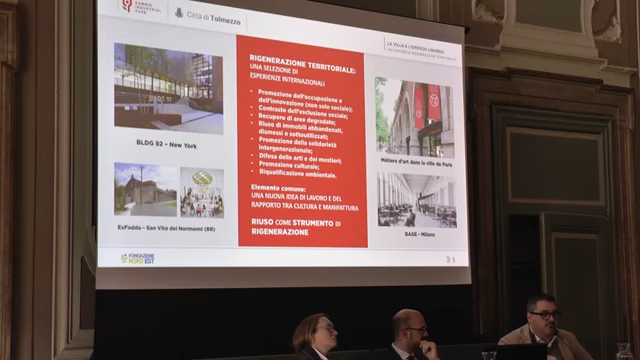 CARNIA
INDUSTRIAL
PARK
Città di Tolmezzo
LA VILLA E L'OPIFICIO LINUSSIO
RIGENERAZIONE TERRITORIALE:
UNA SELEZIONE DI
ESPERIENZE INTERNAZIONALI
• Promozione dell'occupazione e
dell'innovazione (non solo sociale);
• Contrasto dell'esclusione sociale;
• Recupero di aree degradate;
• Riuso di immobili abbandonati,
dismessi o sottoutilizzati;
• Promozione della solidarietà
intergenerazionale;
• Difesa delle arti e dei mestieri;
• Promozione culturale;
• Riqualificazione ambientale.
Elemento comune:
UNA NUOVA IDEA DI LAVORO E DEL
RAPPORTO TRA CULTURA E MANIFATTURA
RIUSO COME STRUMENTO DI
RIGENERAZIONE
BLDG 92 – New York
ExFadda – San Vito dei Normanni (BR)
Métiers d'art dans la ville de Paris
BASE - Milano
FONDAZIONE
NORD EST
5